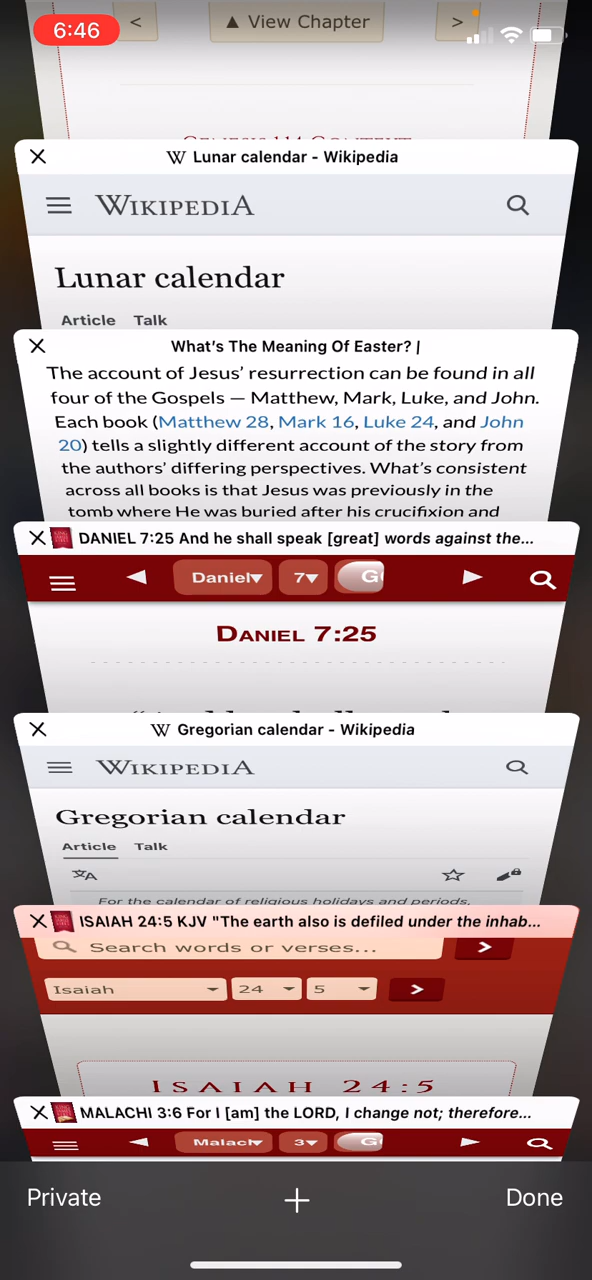 6:46
<
▲ View Chapter
>
Lunar calendar - Wikipedia
WIKIPEDIA
Lunar calendar
Article Talk
What's The Meaning Of Easter? |
The account of Jesus' resurrection can be found in all
four of the Gospels — Matthew, Mark, Luke, and John.
Each book (Matthew 28, Mark 16, Luke 24, and John
20) tells a slightly different account of the story from
the authors' differing perspectives. What's consistent
across all books is that Jesus was previously in the
tomb where He was buried after his crucifixion and
DANIEL 7:25 And he shall speak [great] words against the...
Daniel 7 G
DANIEL 7:25
Gregorian calendar - Wikipedia
WIKIPEDIA
Gregorian calendar
Article Talk
For the calendar of religious holidays and periods,
ISAIAH 24:5 KJV "The earth also is defiled under the inhab...
Search words or verses...
>
Isaiah 24 5 >
ISAIAH 24:5
MALACHI 3:6 For I [am] the LORD, I change not; therefore...
Malach 3 G
Private + Done